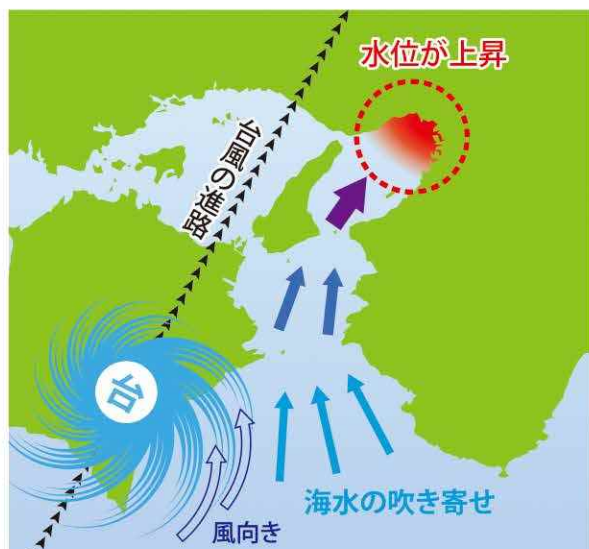 水位が上昇
台風の進路
台
海水の吹き寄せ
風向き